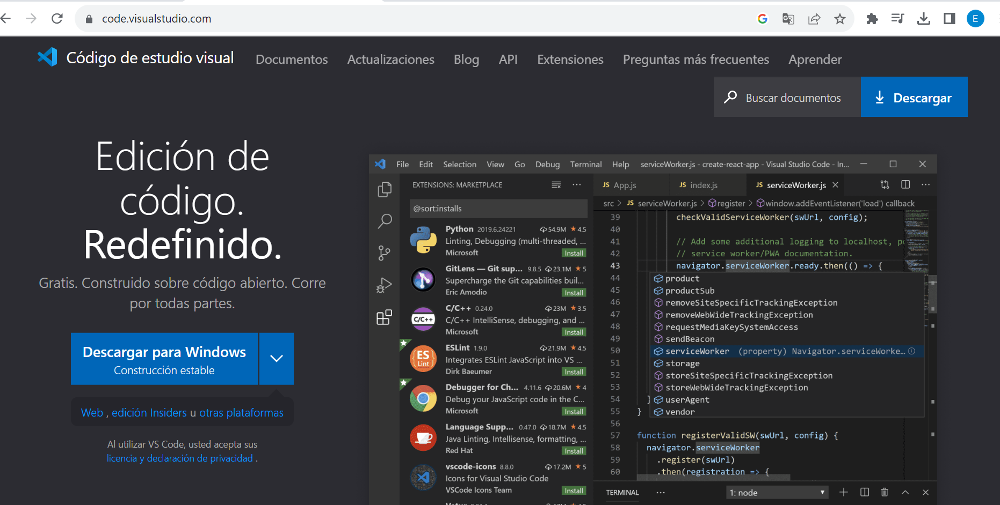 code.visualstudio.com
E
Código de estudio visual
Documentos
Actualizaciones
Blog
API
Extensiones
Preguntas más frecuentes
Aprender
Buscar documentos
Descargar
Edición de
código.
Redefinido.
Gratis. Construido sobre código abierto. Corre
por todas partes.
Descargar para Windows
Construcción estable
Web , edición Insiders u otras plataformas
Al utilizar VS Code, usted acepta sus
licencia y declaración de privacidad .
File Edit Selection View Go Debug Terminal Help serviceWorker.js - create-react-app - Visual Studio Code - In...
EXTENSIONS: MARKETPLACE
@sort:installs
Python 2019.6.24221 54.9M 4.5
Linting, Debugging (multi-threaded, ...
Microsoft Install
GitLens — Git sup... 9.8.5 23.1M 5
Supercharge the Git capabilities buil...
Eric Amodio Install
C/C++
C/C++ 0.24.0 23M 3.5
C/C++ IntelliSense, debugging, and ...
Microsoft Install
ES
Lint
ESLint 1.9.0 21.9M 4.5
Integrates ESLint JavaScript into VS ...
Dirk Baeumer Install
Debugger for Ch... 4.11.6 20.6M 4
Debug your JavaScript code in the C...
Microsoft Install
Language Supp... 0.47.0 18.7M 4.5
Java Linting, Intellisense, formatting, ...
Red Hat Install
vscode-icons 8.8.0 17.2M 5
Icons for Visual Studio Code
VSCode Icons Team Install
JS App.js
JS index.js
JS serviceWorker.js
src > JS serviceWorker.js > register > window.addEventListener('load') callback
39 checkValidServiceWorker(swUrl, config);
40
41 // Add some additional logging to localhost, po
42 // service worker/PWA documentation.
43 navigator.serviceWorker.ready.then(() => {
44 product
45 productSub
46 removeSiteSpecificTrackingException
47 removeWebWideTrackingException
48 requestMediaKeySystemAccess
49 sendBeacon
50 serviceWorker (property) Navigator.serviceWorke...
51 storage
52 storeSiteSpecificTrackingException
53 storeWebWideTrackingException
54 } userAgent
55 } vendor
56
57 function registerValidSW(swUrl, config) {
58 navigator.serviceWorker
59 .register(swUrl)
60 .then(registration => {
TERMINAL ... 1: node